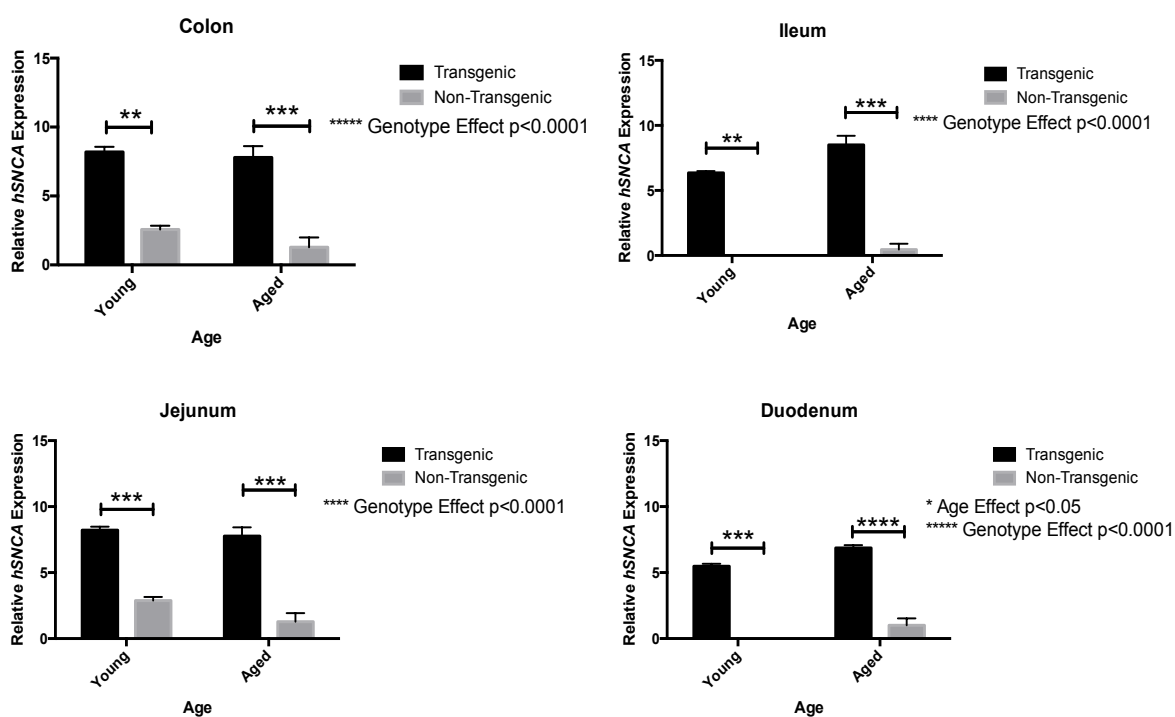 Colon
Relative hSNCA Expression
15
10
5
0
**
***
Transgenic
Non-Transgenic
***** Genotype Effect p<0.0001
Young
Aged
Age
Ileum
Relative hSNCA Expression
15
10
5
0
**
***
Transgenic
Non-Transgenic
**** Genotype Effect p<0.0001
Young
Aged
Age
Jejunum
Relative hSNCA Expression
15
10
5
0
***
***
Transgenic
Non-Transgenic
**** Genotype Effect p<0.0001
Young
Aged
Age
Duodenum
Relative hSNCA Expression
15
10
5
0
***
****
Transgenic
Non-Transgenic
* Age Effect p<0.05
***** Genotype Effect p<0.0001
Young
Aged
Age